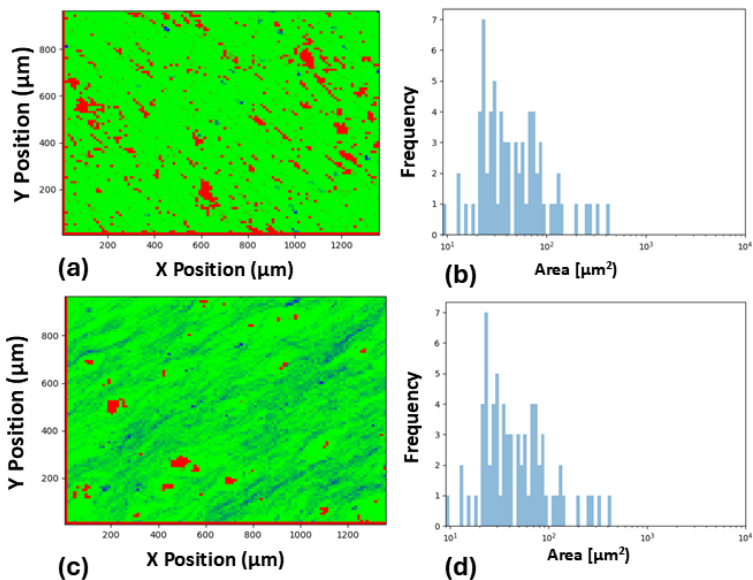 800
600
400
200
Y Position (µm)
200 400 600 800 1000 1200
X Position (µm)
(a)
7
6
5
4
3
2
1
0
Frequency
10¹ 10² 10³ 10⁴
Area [µm²)
(b)
800
600
400
200
Y Position (µm)
200 400 600 800 1000 1200
X Position (µm)
(c)
7
6
5
4
3
2
1
0
Frequency
10¹ 10² 10³ 10⁴
Area [µm²)
(d)